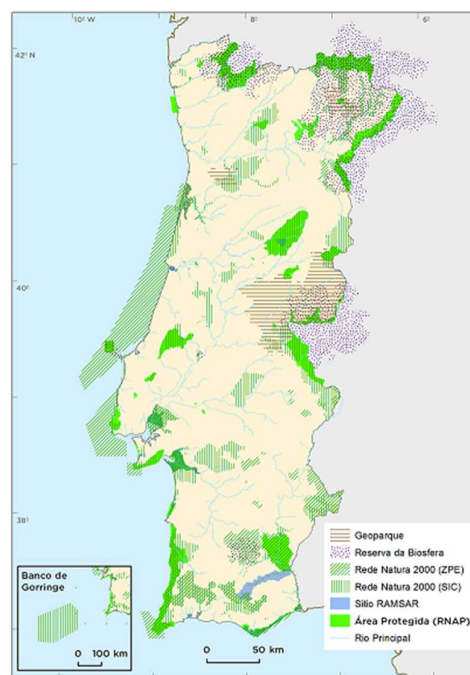 10° W
8°
6°
42° N
40°
38°
Geoparque
Reserva da Biosfera
Rede Natura 2000 (ZPE)
Rede Natura 2000 (SIC)
Sítio RAMSAR
Área Protegida (RNAP)
Rio Principal
Banco de
Gorringe
0 100 km
0 50 km